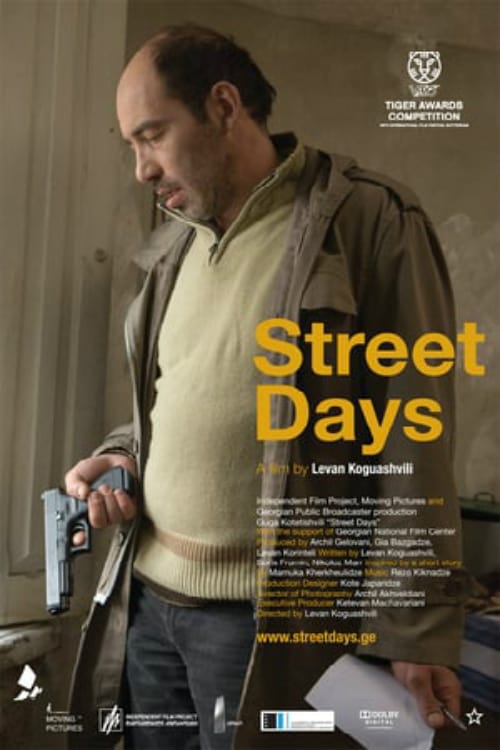 TIGER AWARDS
COMPETITION
Street
Days
A film by Levan Koguashvili
Independent Film Project, Moving Pictures and
Georgian Public Broadcaster production
Guga Kotetishvili "Street Days"
With the support of Georgian National Film Center
Produced by Archil Gelovani, Gia Bazgadze,
Levan Korinteli Written by Levan Koguashvili,
Boris Frumin, Nikoloz Marr inspired by a short story
by Mamuka Kherkheulidze Music Rezo Kiknadze
Production Designer Kote Japaridze
Director of Photography Archil Akhvlediani
Executive Producer Ketevan Machavariani
Directed by Levan Koguashvili
www.streetdays.ge
MOVING
PICTURES
INDEPENDENT FILM PROJECT
DOLBY
DIGITAL